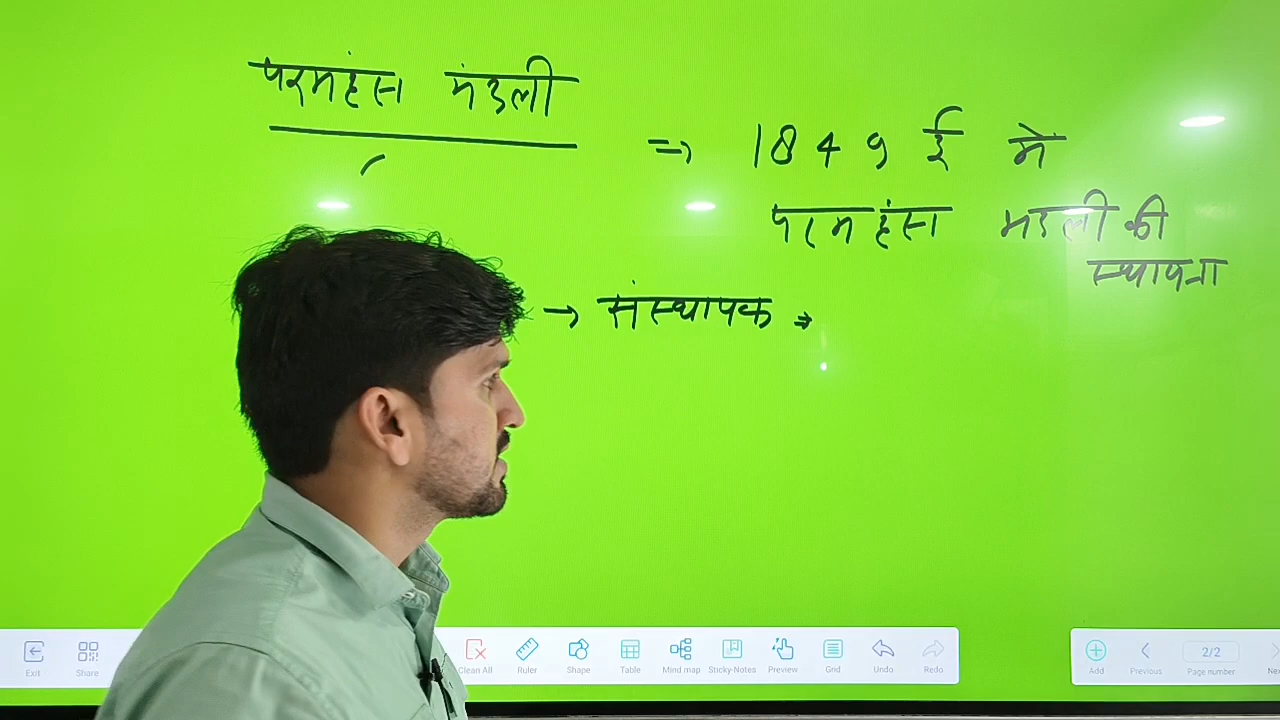 परमहंस मंडली
=> 1849 ई में
परमहंस मडली की
स्थापना
→ संस्थापक →
Exit
Share
Clean All
Ruler
Shape
Table
Mind map
Sticky-Notes
Preview
Grid
Undo
Redo
Add
Previous
2/2
Page number